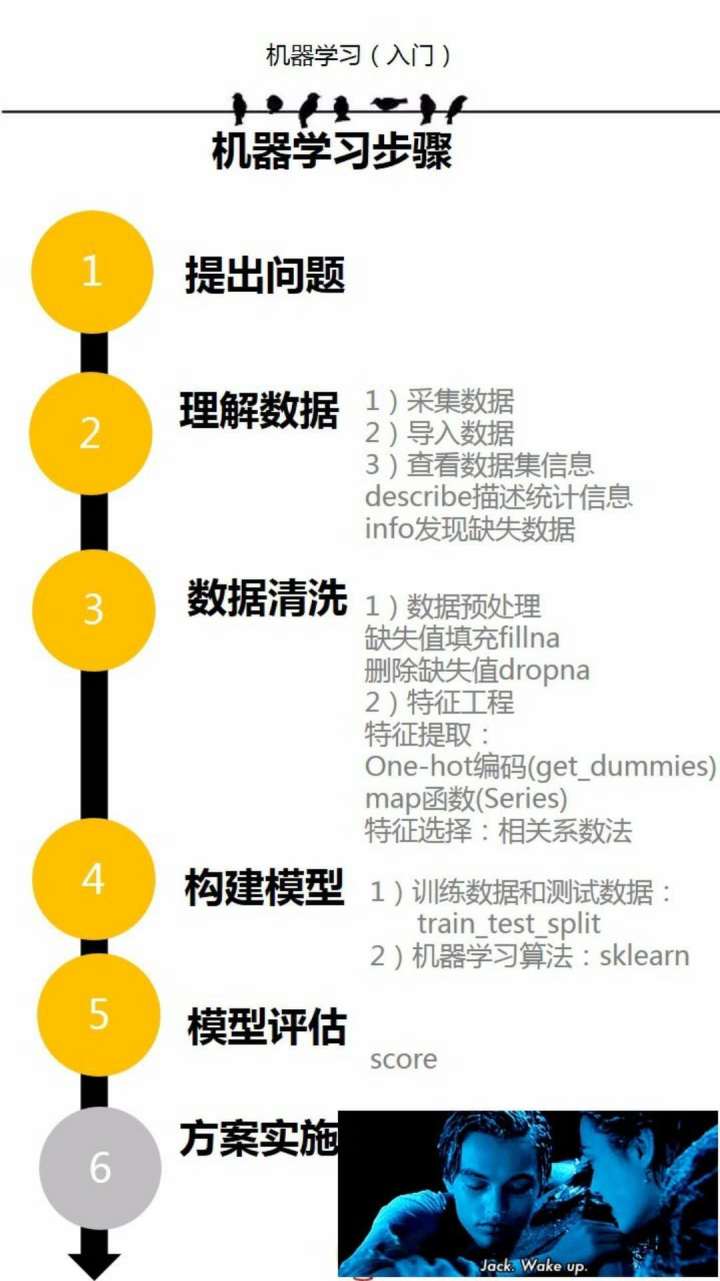 机器学习（入门）
机器学习步骤
1
提出问题
2
理解数据
1）采集数据
2）导入数据
3）查看数据集信息
describe描述统计信息
info发现缺失数据
3
数据清洗
1）数据预处理
缺失值填充fillna
删除缺失值dropna
2）特征工程
特征提取：
One-hot编码(get_dummies)
map函数(Series)
特征选择：相关系数法
4
构建模型
1）训练数据和测试数据：
train_test_split
2）机器学习算法：sklearn
5
模型评估
score
6
方案实施
Jack. Wake up.